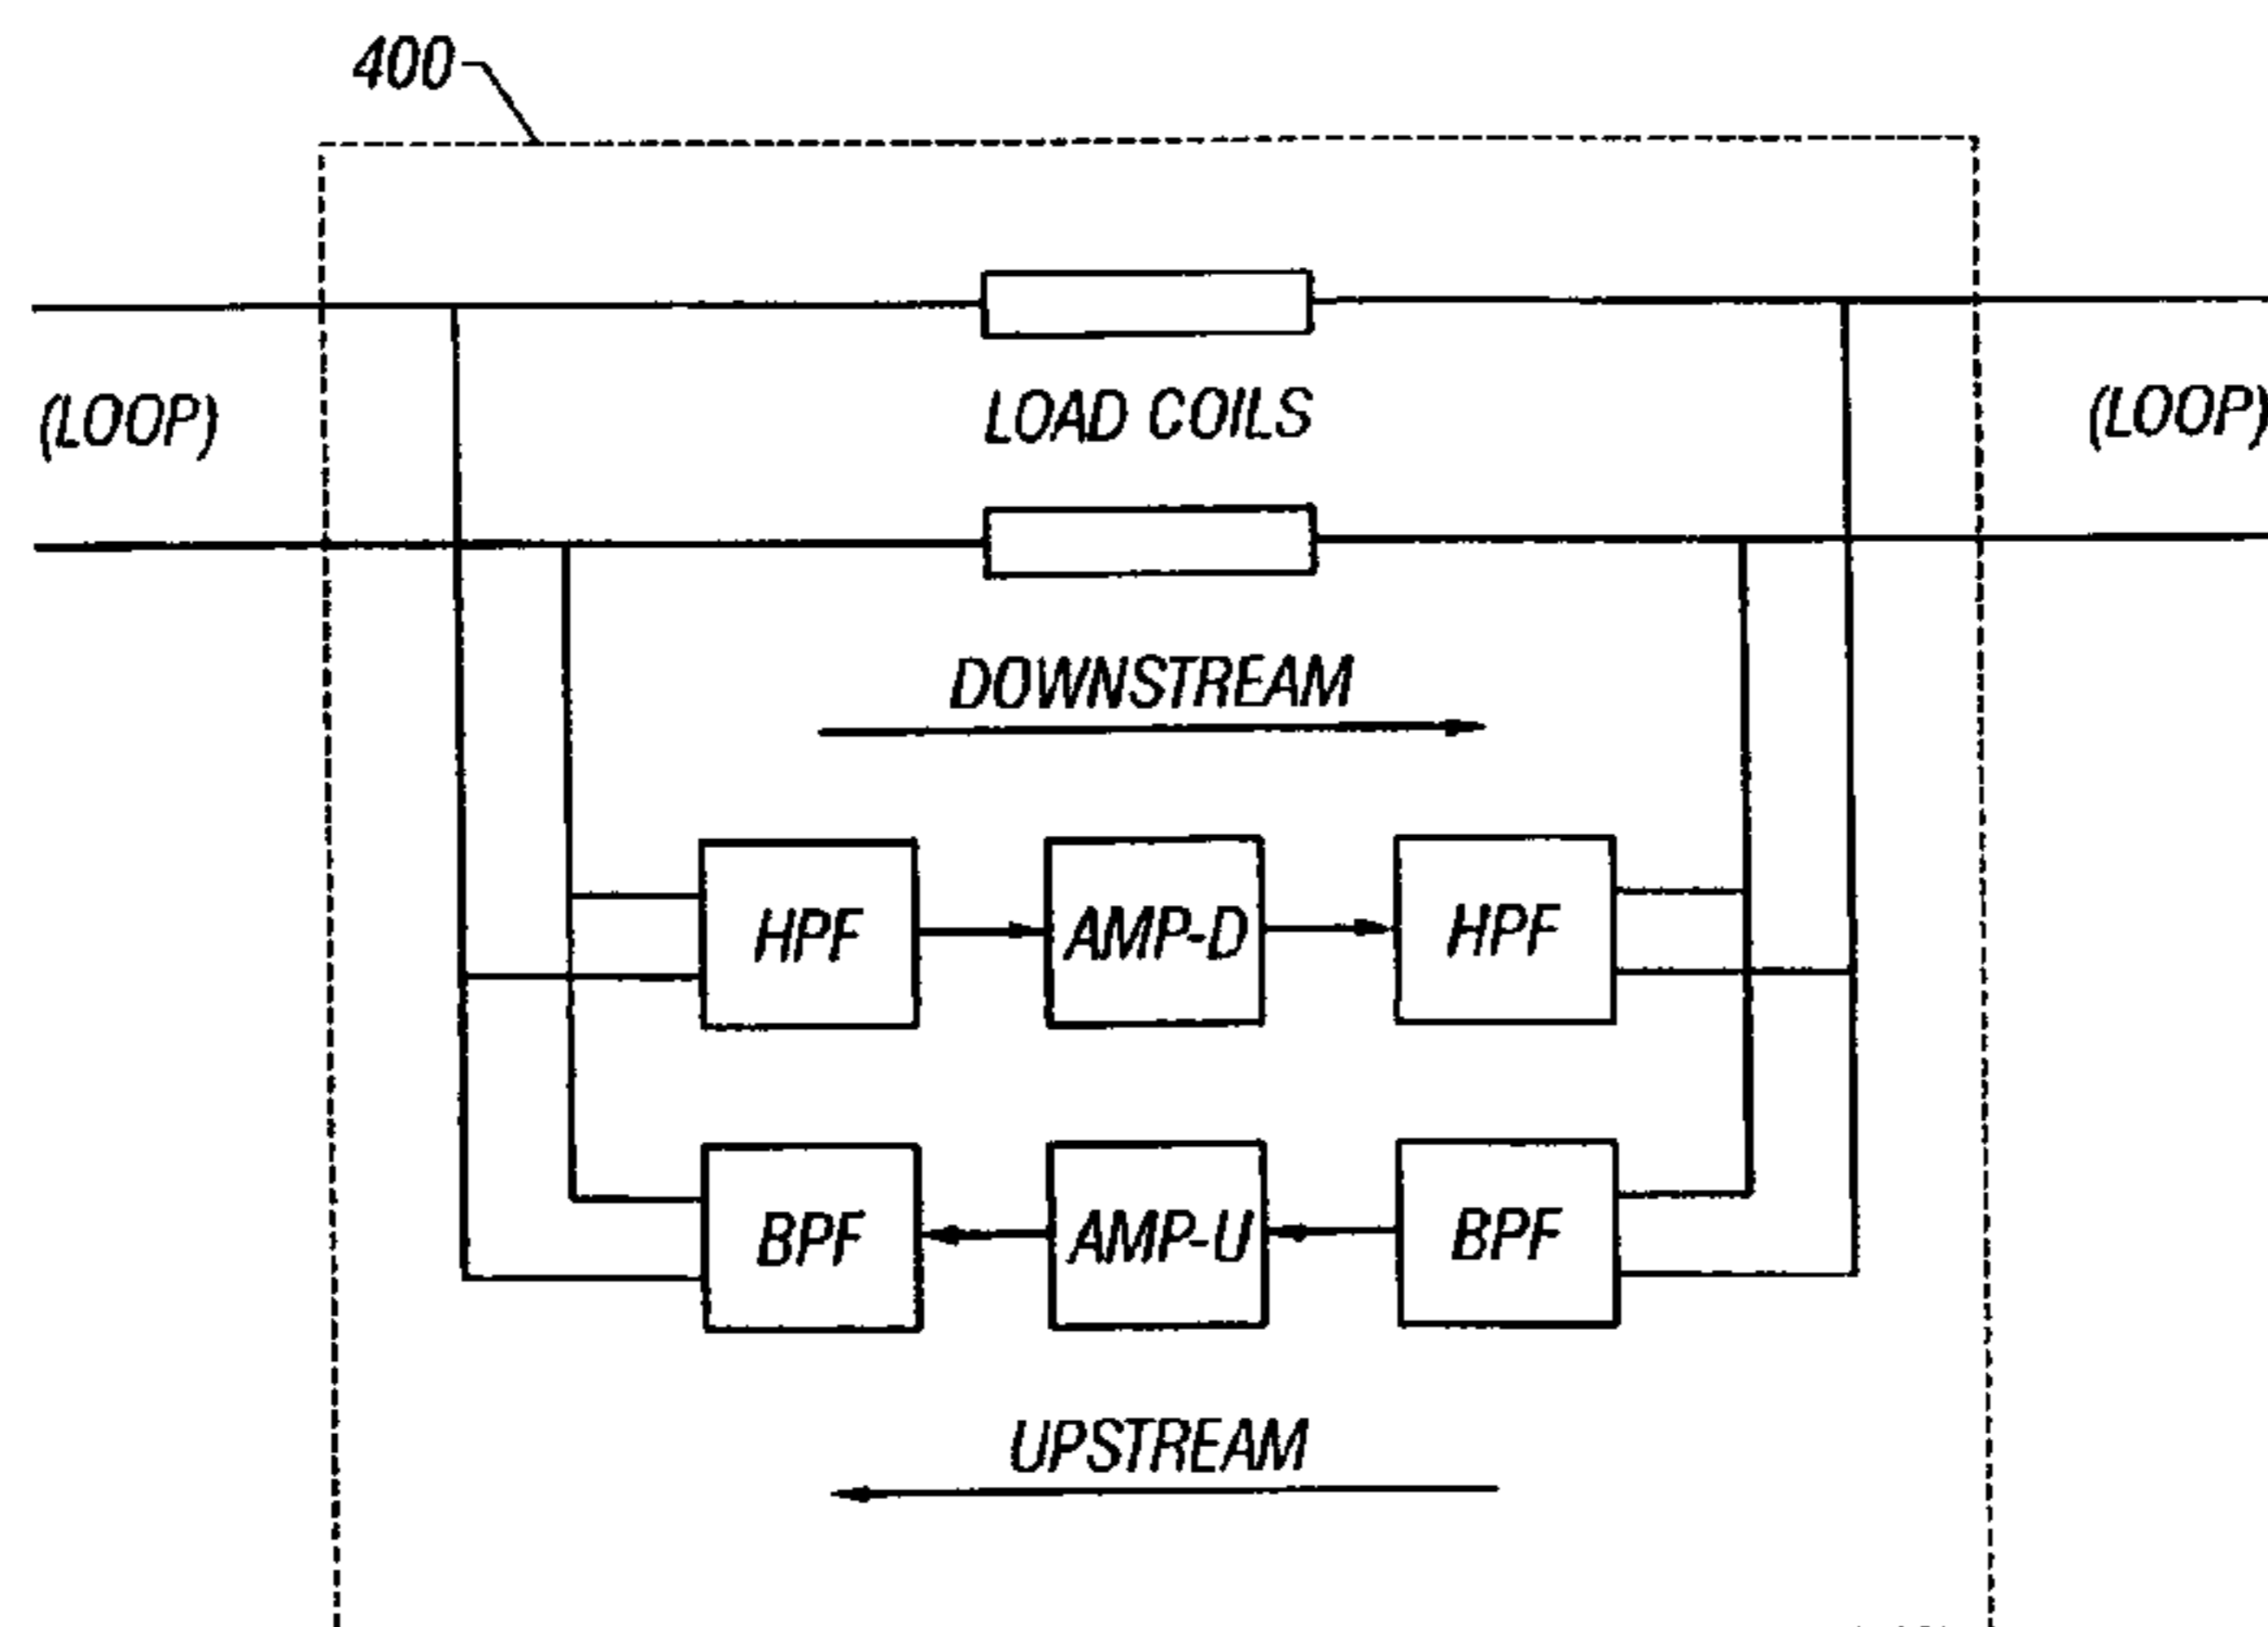 400
(LOOP)
LOAD COILS
(LOOP)
DOWNSTREAM
HPF
AMP-D
HPF
BPF
AMP-U
BPF
UPSTREAM